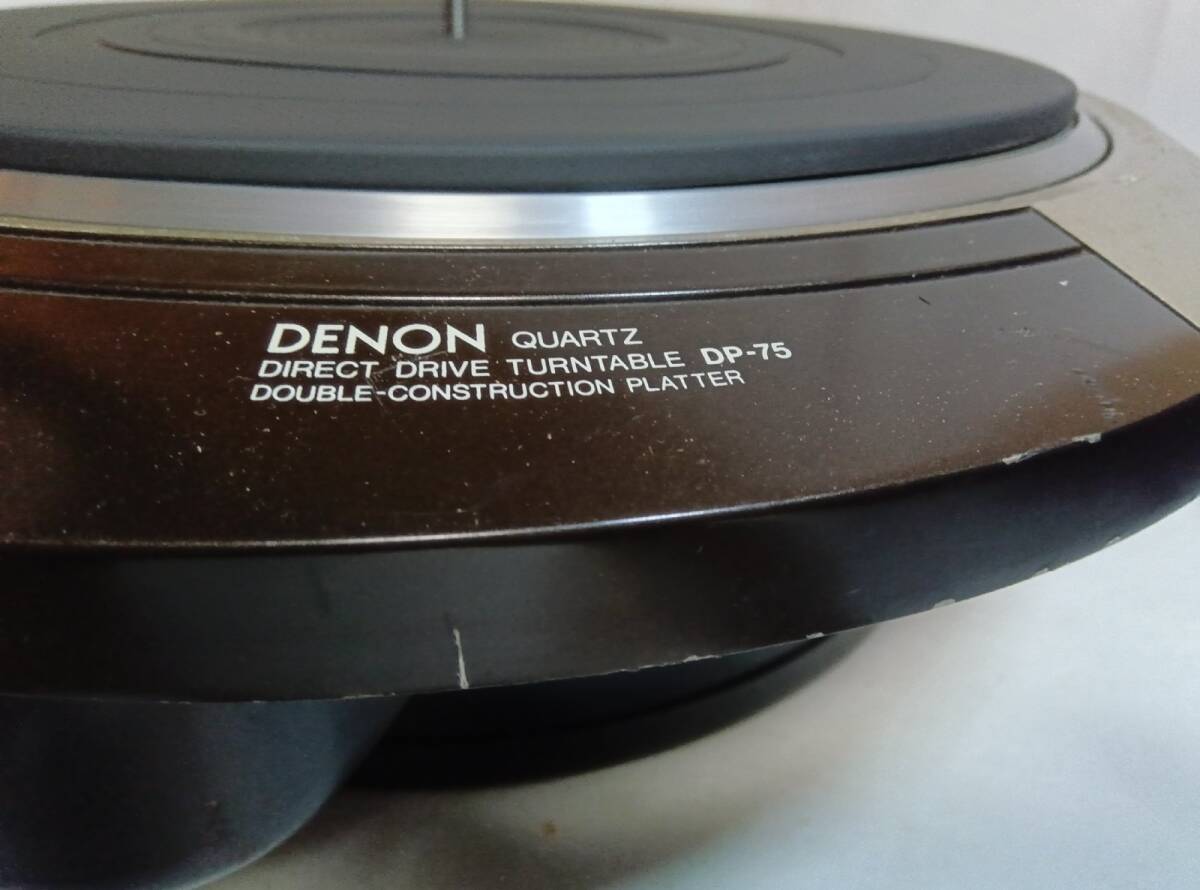 DENON QUARTZ
DIRECT DRIVE TURNTABLE DP-75
DOUBLE-CONSTRUCTION PLATTER